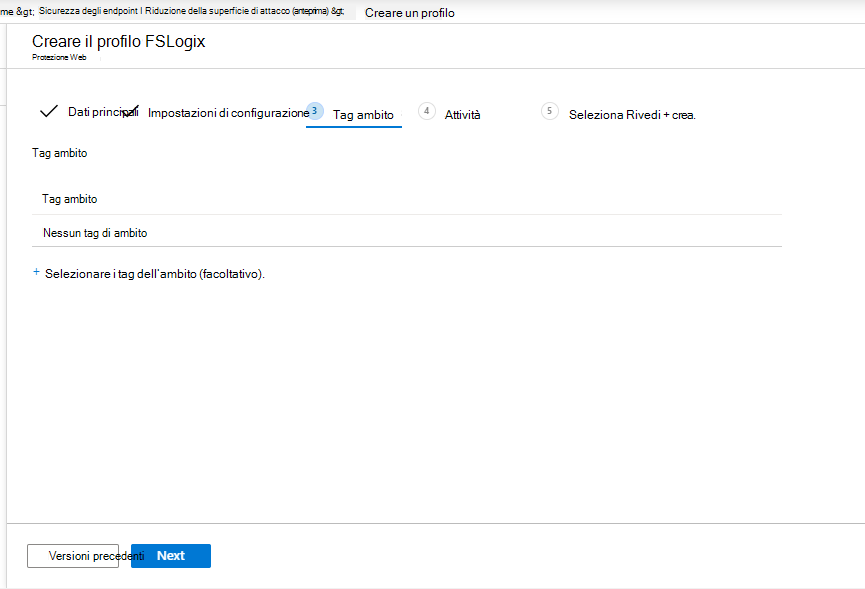 me &gt; Sicurezza degli endpoint I Riduzione della superficie di attacco (anteprima) &gt; Creare un profilo
Creare il profilo FSLogix
Protezione Web
Dati principali Impostazioni di configurazione 3 Tag ambito 4 Attività 5 Seleziona Rivedi + crea.
Tag ambito
Tag ambito
Nessun tag di ambito
+ Selezionare i tag dell'ambito (facoltativo).
Versioni precedenti Next